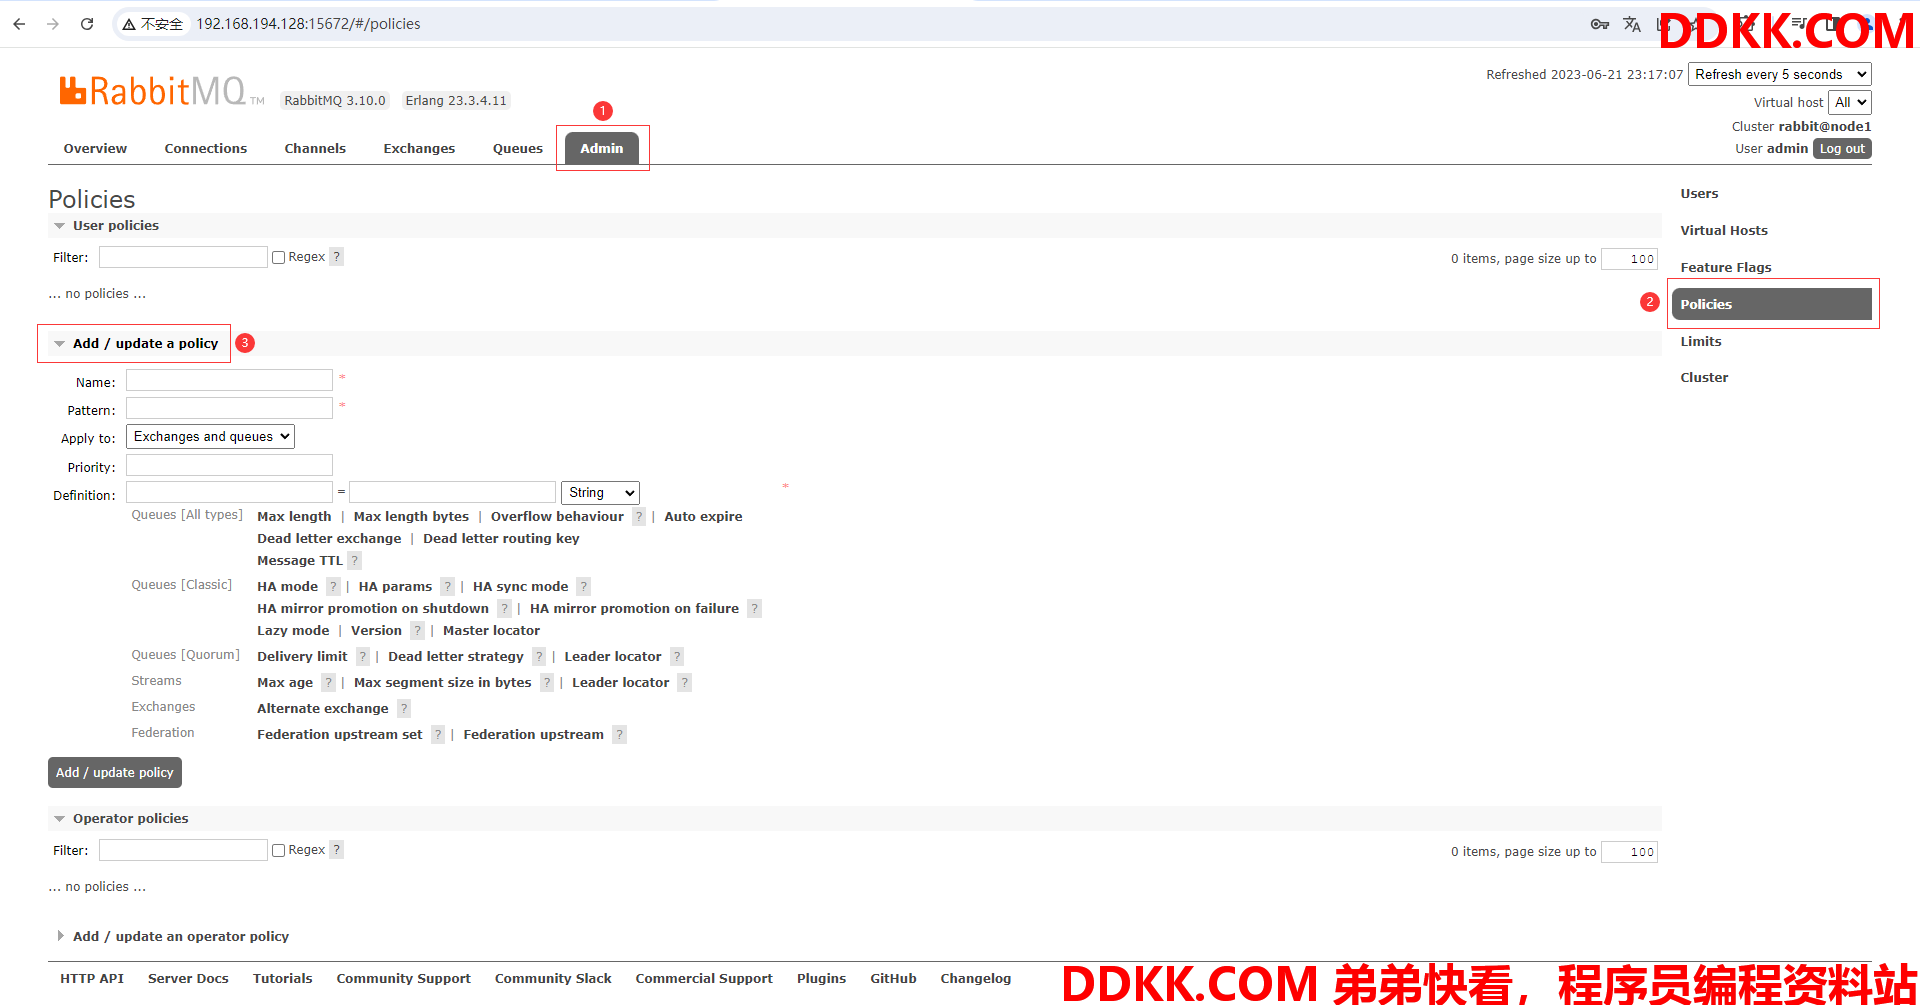 不安全 192.168.194.128:15672/#/policies
DDKK.COM
RabbitMQ TM RabbitMQ 3.10.0 Erlang 23.3.4.11
Refreshed 2023-06-21 23:17:07 Refresh every 5 seconds
Virtual host All
Cluster rabbit@node1
User admin Log out
1
Overview Connections Channels Exchanges Queues Admin
Policies
User policies
Filter: Regex ?
0 items, page size up to 100
... no policies ...
Users
Virtual Hosts
Feature Flags
2 Policies
Limits
Cluster
Add / update a policy 3
Name: *
Pattern: *
Apply to: Exchanges and queues
Priority:
Definition: = String *
Queues [All types] Max length | Max length bytes | Overflow behaviour ? | Auto expire
Dead letter exchange | Dead letter routing key
Message TTL ?
Queues [Classic] HA mode ? | HA params ? | HA sync mode ?
HA mirror promotion on shutdown ? | HA mirror promotion on failure ?
Lazy mode | Version ? | Master locator
Queues [Quorum] Delivery limit ? | Dead letter strategy ? | Leader locator ?
Streams Max age ? | Max segment size in bytes ? | Leader locator ?
Exchanges Alternate exchange ?
Federation Federation upstream set ? | Federation upstream ?
Add / update policy
Operator policies
Filter: Regex ?
0 items, page size up to 100
... no policies ...
Add / update an operator policy
HTTP API Server Docs Tutorials Community Support Community Slack Commercial Support Plugins GitHub Changelog
DDKK.COM 弟弟快看，程序员编程资料站